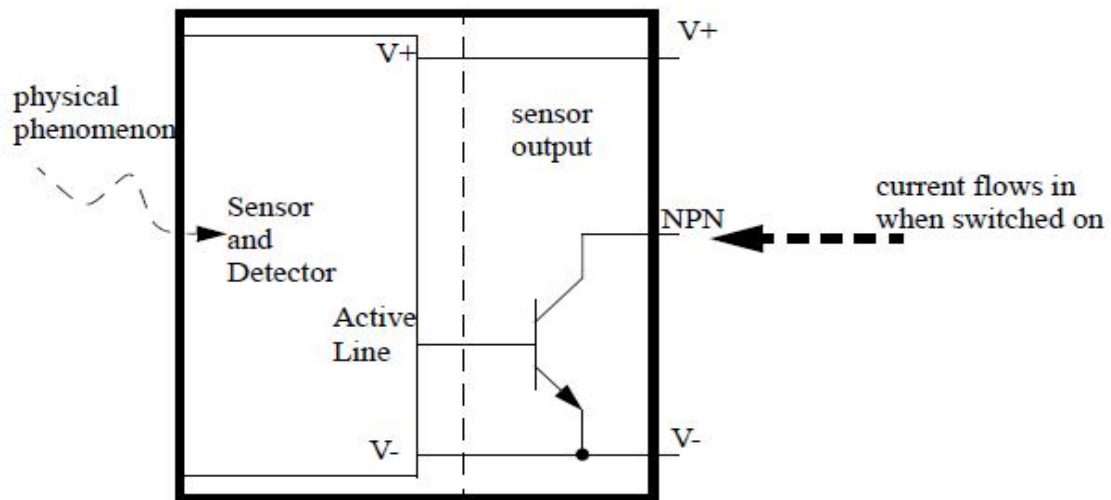 V+
V+
physical
phenomenon
sensor
output
current flows in
when switched on
NPN
Sensor
and
Detector
Active
Line
V-
V-